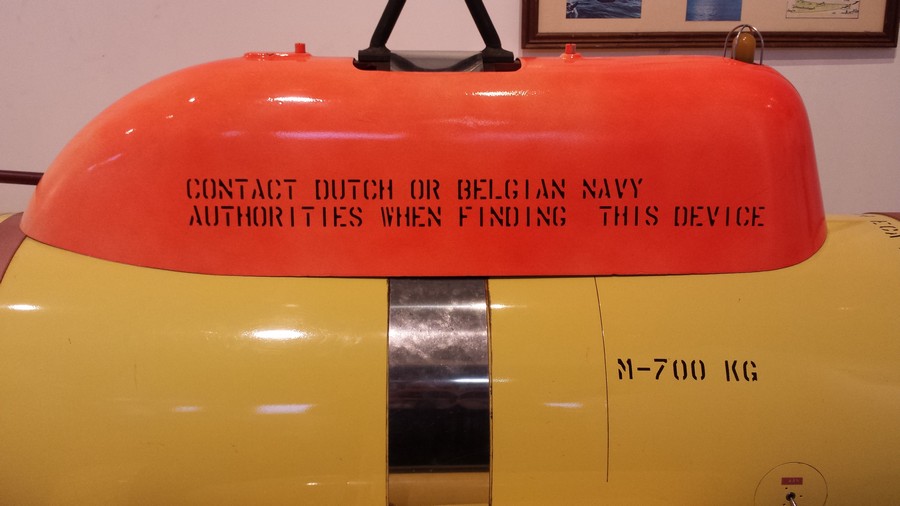 CONTACT DUTCH OR BELGIAN NAVY
AUTHORITIES WHEN FINDING THIS DEVICE
M-700 KG